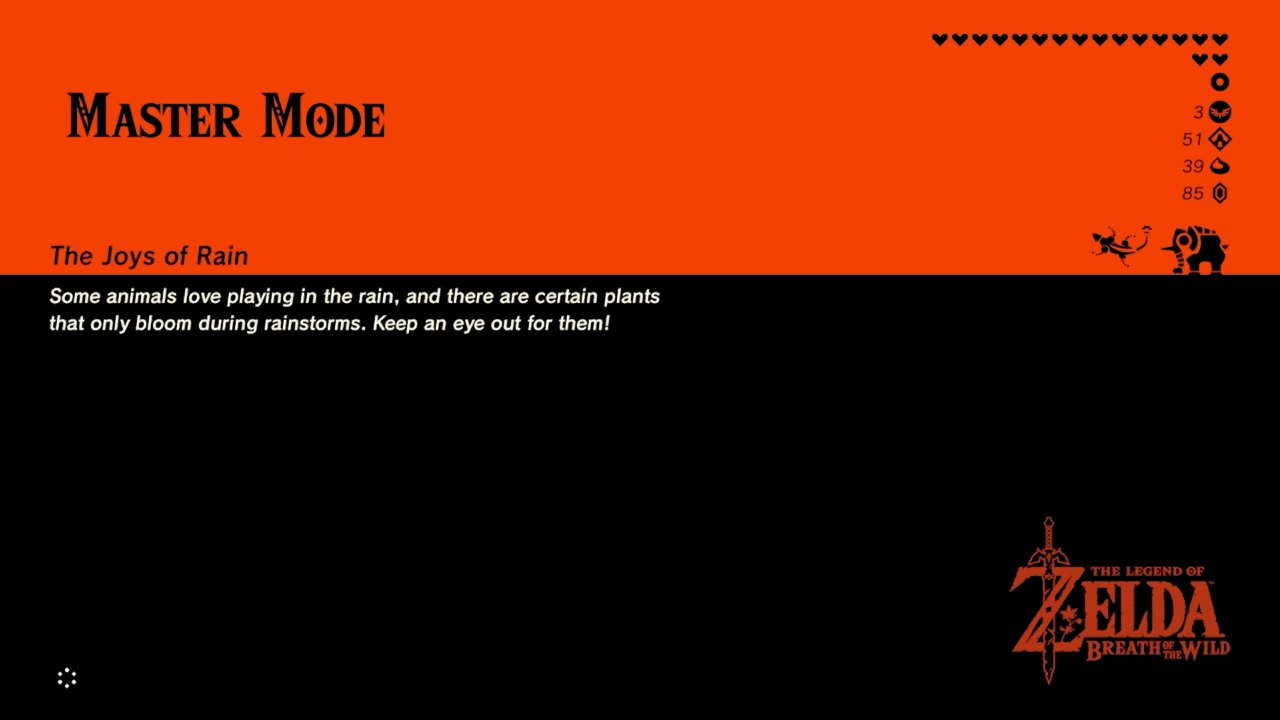 Master Mode
3
51
39
85
The Joys of Rain
Some animals love playing in the rain, and there are certain plants
that only bloom during rainstorms. Keep an eye out for them!
THE LEGEND OF
ZELDA
BREATH OF THE WILD